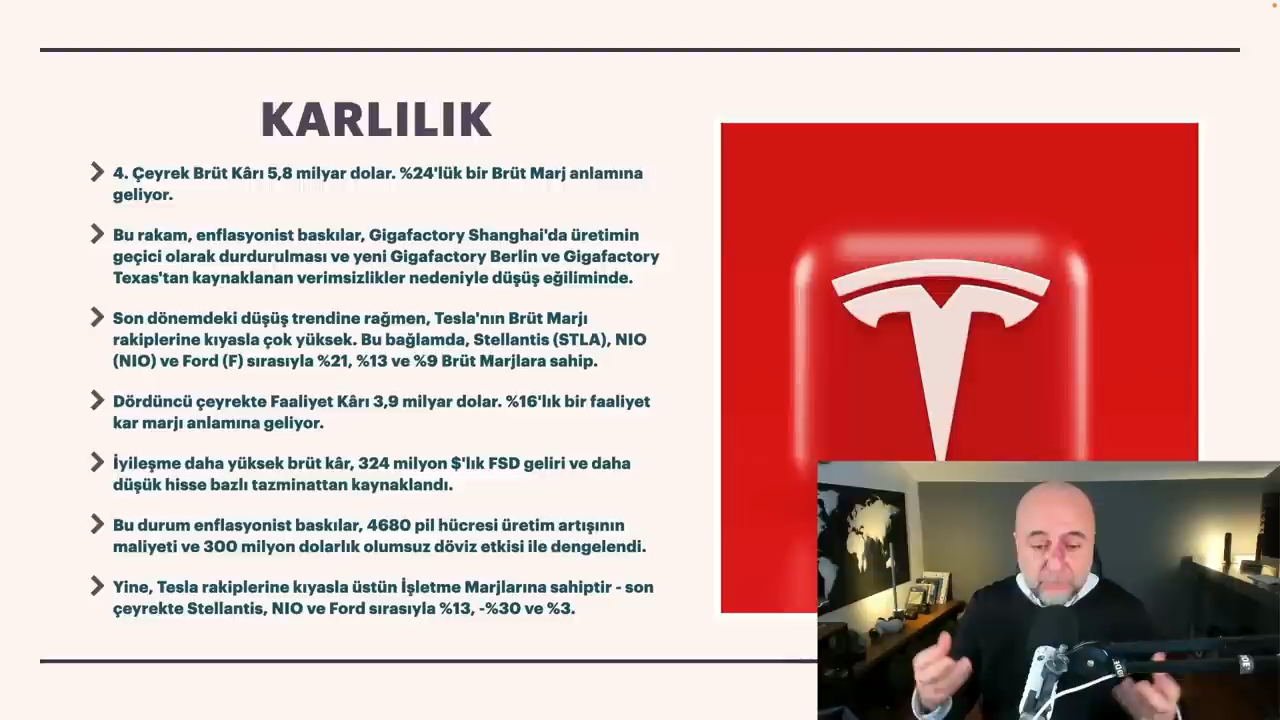 KARLILIK
4. Çeyrek Brüt Kârı 5,8 milyar dolar. %24'lük bir Brüt Marj anlamına
geliyor.
Bu rakam, enflasyonist baskılar, Gigafactory Shanghai'da üretimin
geçici olarak durdurulması ve yeni Gigafactory Berlin ve Gigafactory
Texas'tan kaynaklanan verimsizlikler nedeniyle düşüş eğiliminde.
Son dönemdeki düşüş trendine rağmen, Tesla'nın Brüt Marjı
rakiplerine kıyasla çok yüksek. Bu bağlamda, Stellantis (STLA), NIO
(NIO) ve Ford (F) sırasıyla %21, %13 ve %9 Brüt Marjlara sahip.
Dördüncü çeyrekte Faaliyet Kârı 3,9 milyar dolar. %16'lık bir faaliyet
kar marjı anlamına geliyor.
İyileşme daha yüksek brüt kâr, 324 milyon $'lık FSD geliri ve daha
düşük hisse bazlı tazminattan kaynaklandı.
Bu durum enflasyonist baskılar, 4680 pil hücresi üretim artışının
maliyeti ve 300 milyon dolarlık olumsuz döviz etkisi ile dengelendi.
Yine, Tesla rakiplerine kıyasla üstün İşletme Marjlarına sahiptir - son
çeyrekte Stellantis, NIO ve Ford sırasıyla %13, -%30 ve %3.